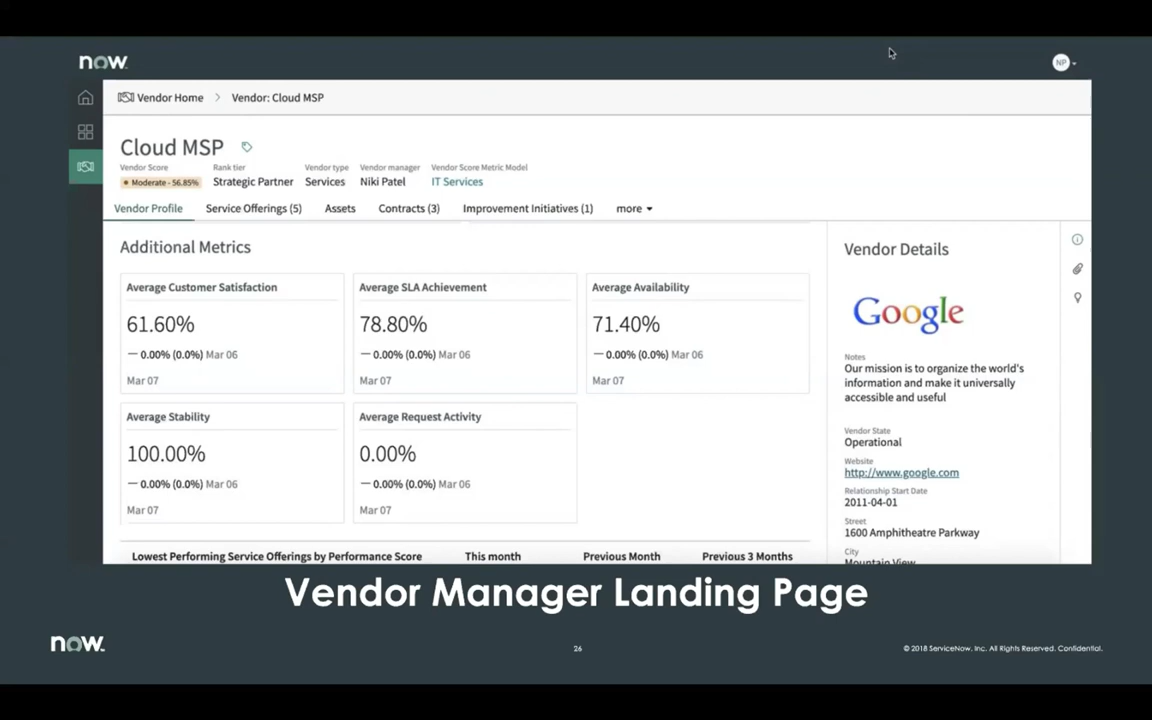 now.
NP
Vendor Home > Vendor: Cloud MSP
Cloud MSP
Vendor Score
Rank tier
Vendor type
Vendor manager
Vendor Score Metric Model
Moderate - 56.85%
Strategic Partner
Services
Niki Patel
IT Services
Vendor Profile
Service Offerings (5)
Assets
Contracts (3)
Improvement Initiatives (1)
more
Additional Metrics
Average Customer Satisfaction
61.60%
— 0.00% (0.0%) Mar 06
Mar 07
Average SLA Achievement
78.80%
— 0.00% (0.0%) Mar 06
Mar 07
Average Availability
71.40%
— 0.00% (0.0%) Mar 06
Mar 07
Average Stability
100.00%
— 0.00% (0.0%) Mar 06
Mar 07
Average Request Activity
0.00%
— 0.00% (0.0%) Mar 06
Mar 07
Lowest Performing Service Offerings by Performance Score
This month
Previous Month
Previous 3 Months
Vendor Details
Google
Notes
Our mission is to organize the world's
information and make it universally
accessible and useful
Vendor State
Operational
Website
http://www.google.com
Relationship Start Date
2011-04-01
Street
1600 Amphitheatre Parkway
City
Mountain View
Vendor Manager Landing Page
now.
26
© 2018 ServiceNow, Inc. All Rights Reserved. Confidential.